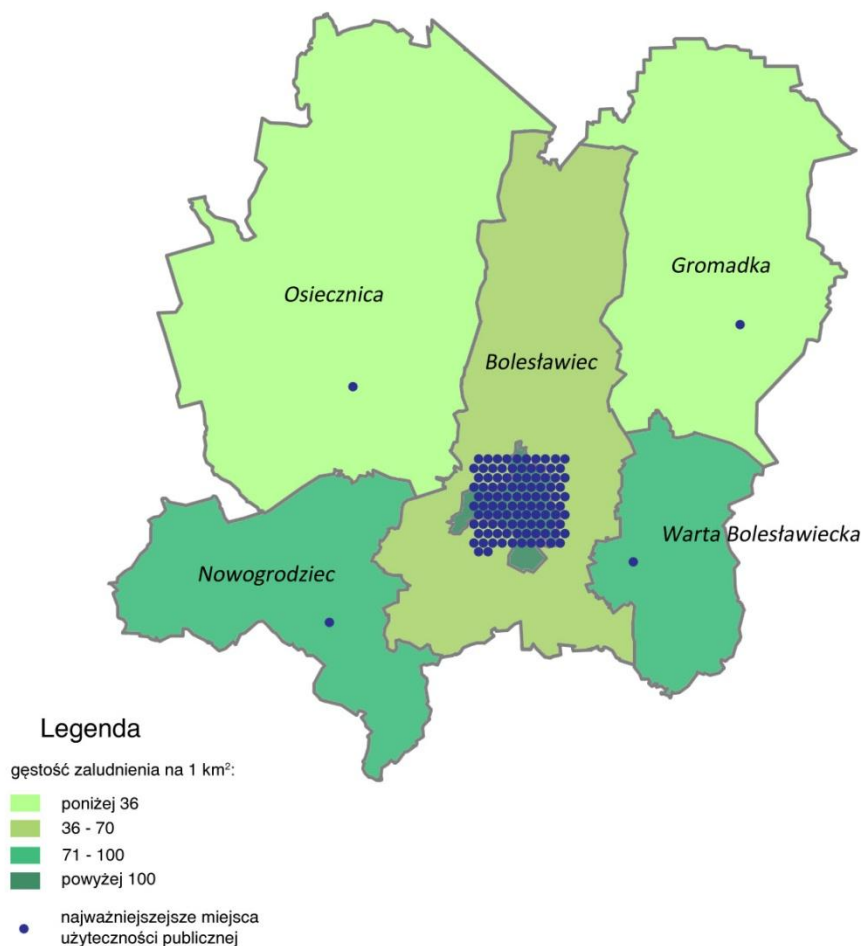 Osiecznica
Gromadka
Bolesławiec
Warta Bolesławiecka
Nowogrodziec
Legenda
gęstość zaludnienia na 1 km²:
poniżej 36
36 - 70
71 - 100
powyżej 100
najważniejszejsze miejsca
użyteczności publicznej